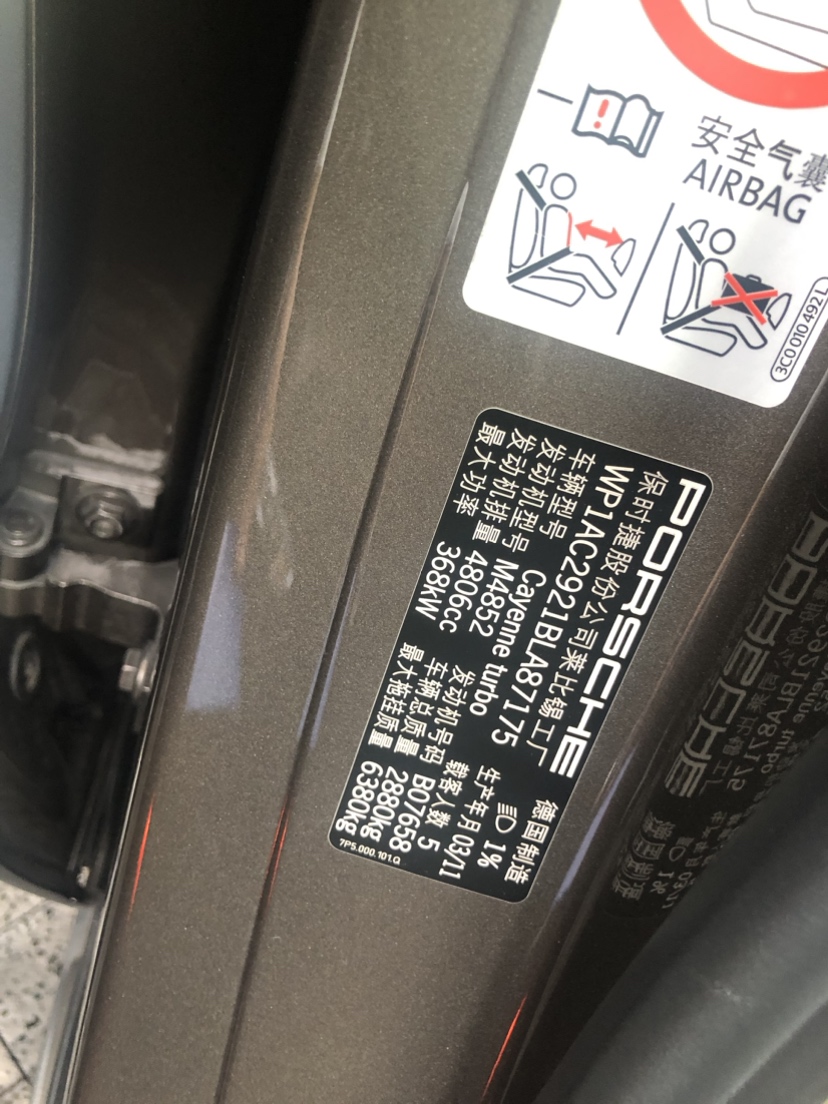 安全气囊
AIRBAG
3C0 010 492 L
PORSCHE
保时捷股份公司莱比锡工厂 德国制造
WP1AC2921BLA87175 1%
车辆型号 Cayenne turbo 生产年月 03/11
发动机型号 M4852 发动机号码 载客人数 5
发动机排量 4806cc 车辆总质量 B07658
最大功率 368kW 最大拖挂质量 2880kg
6380kg
7P5.000.101.Q